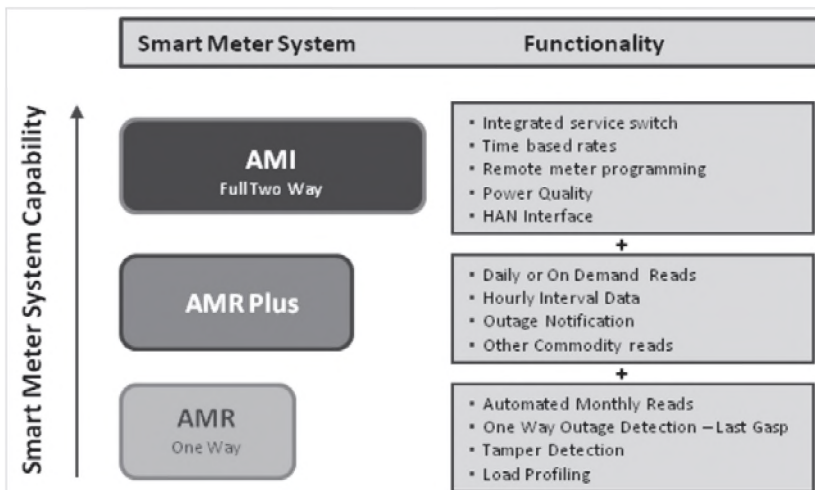 Smart Meter System Functionality
Smart Meter System Capability
AMI
Full Two Way
▪ Integrated service switch
▪ Time based rates
▪ Remote meter programming
▪ Power Quality
▪ HAN Interface
+
AMR Plus
▪ Daily or On Demand Reads
▪ Hourly Interval Data
▪ Outage Notification
▪ Other Commodity reads
+
AMR
One Way
▪ Automated Monthly Reads
▪ One Way Outage Detection – Last Gasp
▪ Tamper Detection
▪ Load Profiling